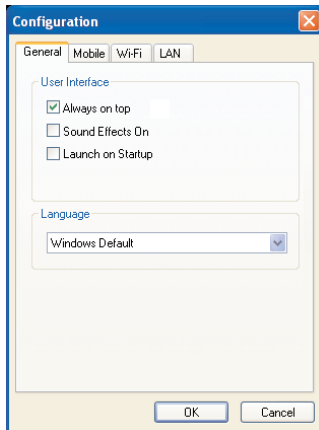 Configuration
General Mobile Wi-Fi LAN
User Interface
Always on top
Sound Effects On
Launch on Startup
Language
Windows Default
OK Cancel